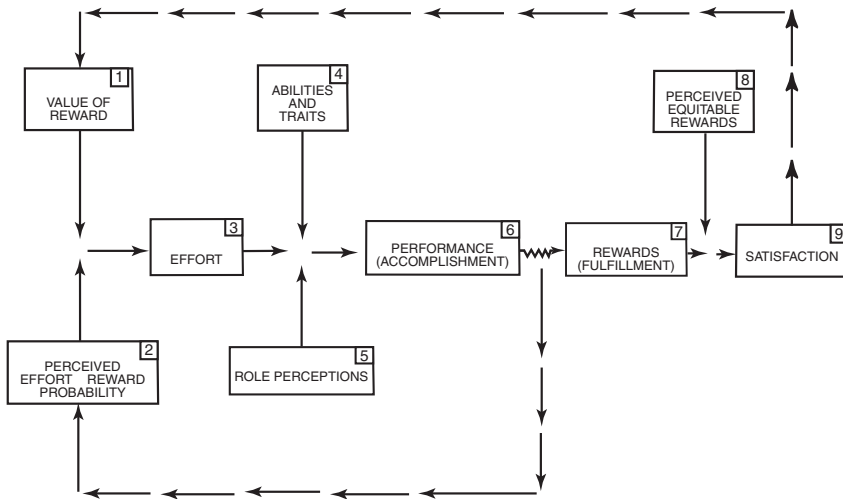 1
VALUE OF
REWARD
4
ABILITIES
AND
TRAITS
8
PERCEIVED
EQUITABLE
REWARDS
3
EFFORT
6
PERFORMANCE
(ACCOMPLISHMENT)
7
REWARDS
(FULFILLMENT)
9
SATISFACTION
2
PERCEIVED
EFFORT REWARD
PROBABILITY
5
ROLE PERCEPTIONS